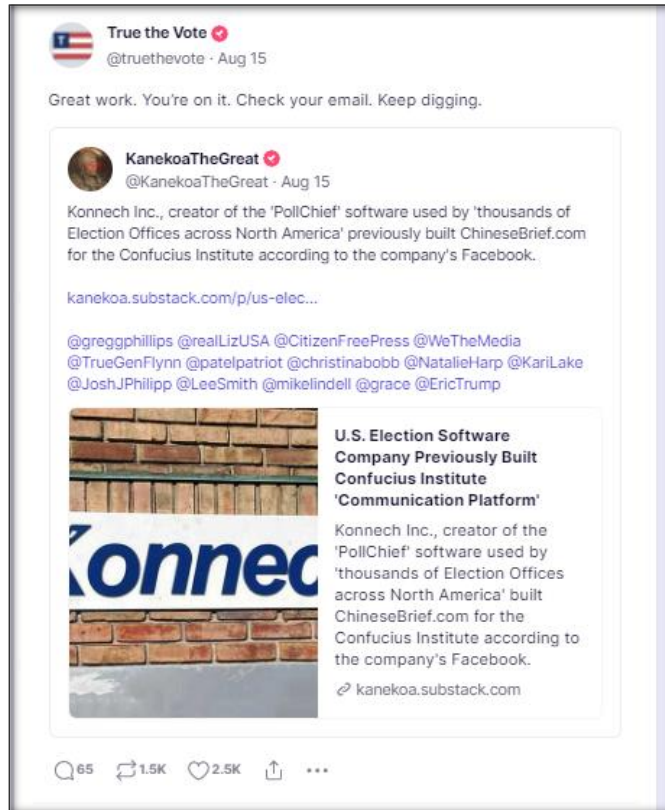 True the Vote
@truethevote · Aug 15
Great work. You're on it. Check your email. Keep digging.
KanekoaTheGreat
@KanekoaTheGreat · Aug 15
Konnech Inc., creator of the 'PollChief' software used by 'thousands of
Election Offices across North America' previously built ChineseBrief.com
for the Confucius Institute according to the company's Facebook.
kanekoa.substack.com/p/us-elec...
@greggphillips @realLizUSA @CitizenFreePress @WeTheMedia
@TrueGenFlynn @patelpatriot @christinabobb @NatalieHarp @KariLake
@JoshJPhilipp @LeeSmith @mikelindell @grace @EricTrump
Konnec
U.S. Election Software
Company Previously Built
Confucius Institute
'Communication Platform'
Konnech Inc., creator of the
'PollChief' software used by
'thousands of Election Offices
across North America' built
ChineseBrief.com for the
Confucius Institute according to
the company's Facebook.
kanekoa.substack.com
65 1.5K 2.5K